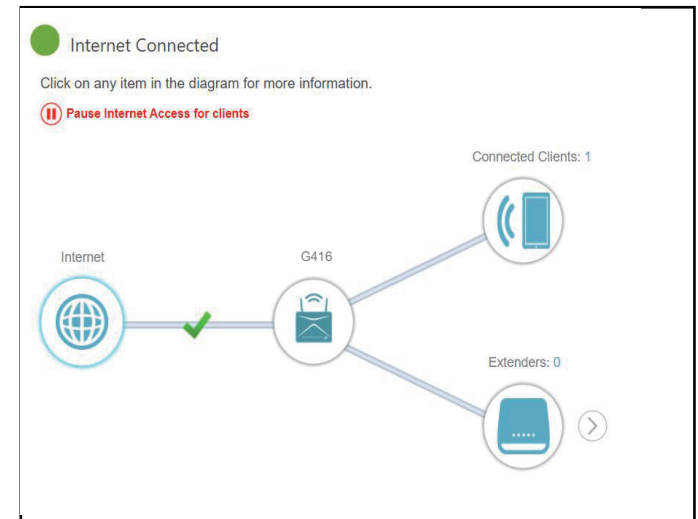 Internet Connected
Click on any item in the diagram for more information.
Pause Internet Access for clients
Connected Clients: 1
Internet
G416
Extenders: 0